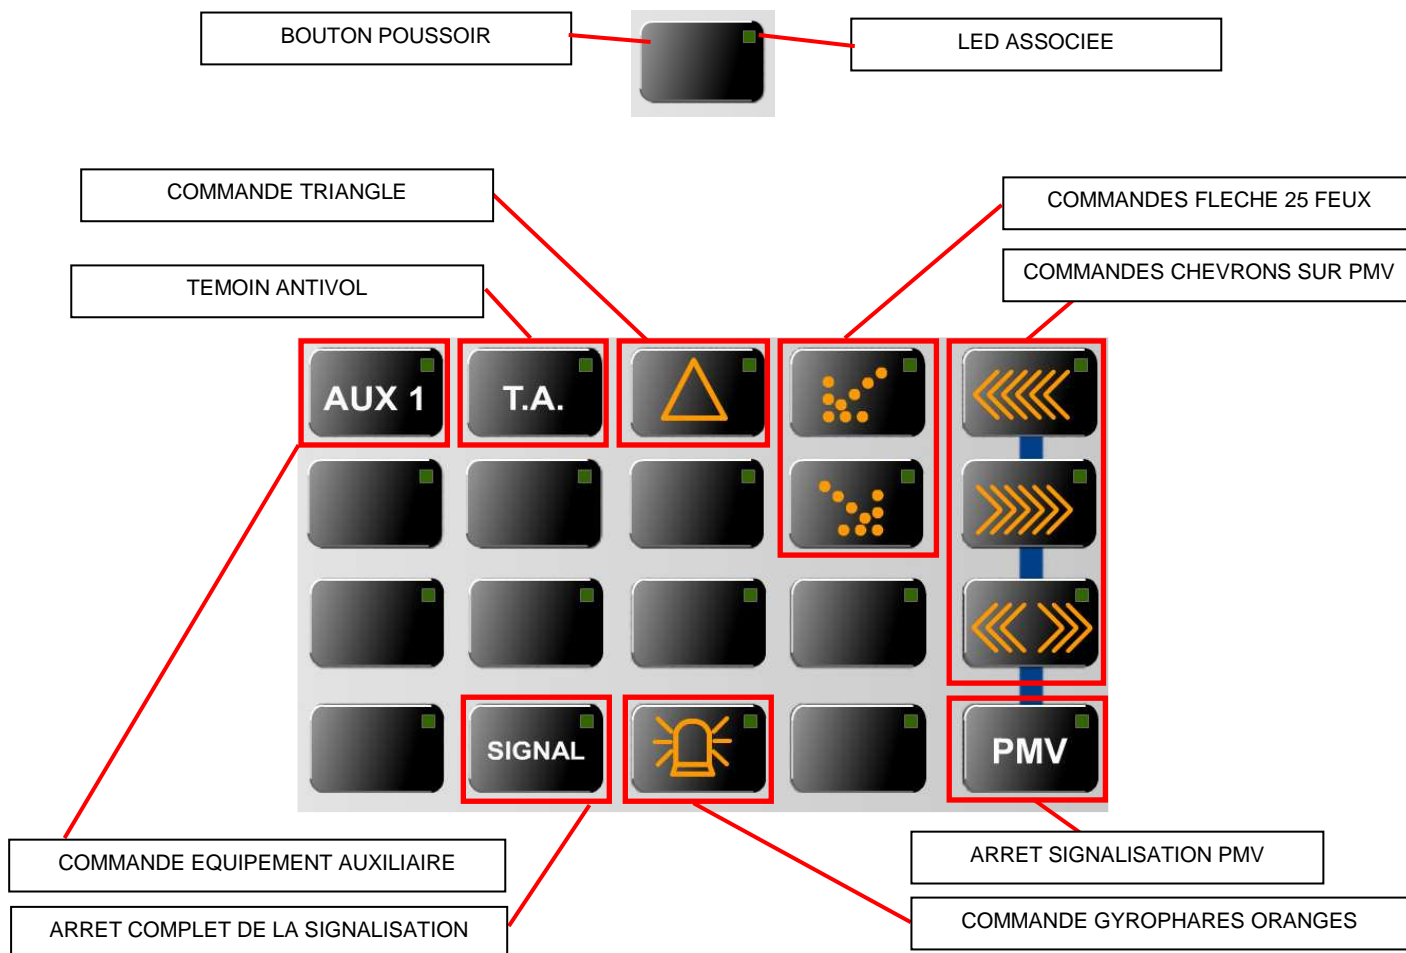 BOUTON POUSSOIR
LED ASSOCIEE
COMMANDE TRIANGLE
COMMANDES FLECHE 25 FEUX
TEMOIN ANTIVOL
COMMANDES CHEVRONS SUR PMV
AUX 1
T.A.
SIGNAL
PMV
COMMANDE EQUIPEMENT AUXILIAIRE
ARRET SIGNALISATION PMV
ARRET COMPLET DE LA SIGNALISATION
COMMANDE GYROPHARES ORANGES